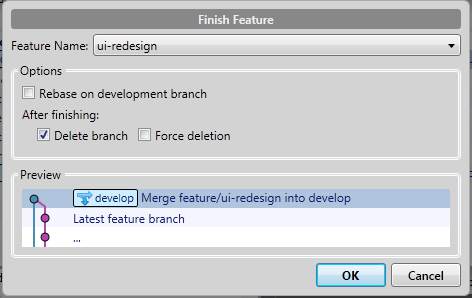 Finish Feature
Feature Name: ui-redesign
Options
Rebase on development branch
After finishing:
Delete branch Force deletion
Preview
develop Merge feature/ui-redesign into develop
Latest feature branch
...
OK Cancel